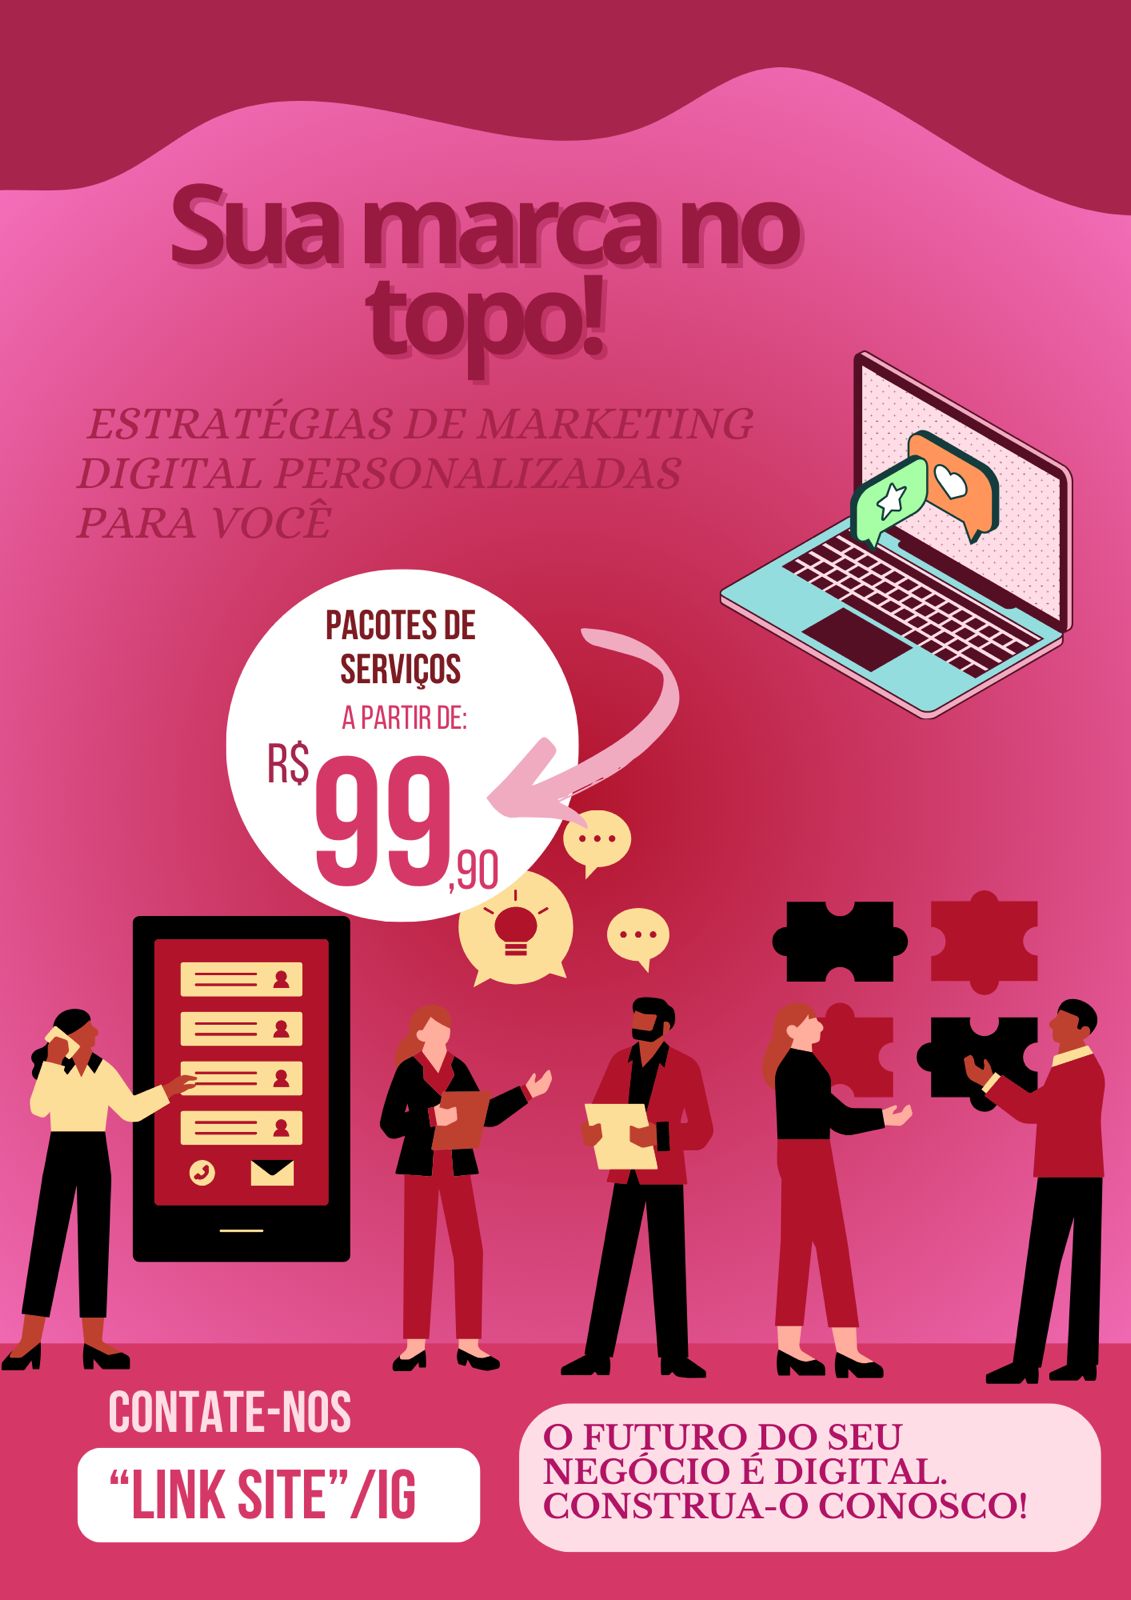 Sua marca no
topo!
ESTRATÉGIAS DE MARKETING
DIGITAL PERSONALIZADAS
PARA VOCÊ
PACOTES DE
SERVIÇOS
A PARTIR DE:
R$99,90
CONTATE-NOS
“LINK SITE”/IG
O FUTURO DO SEU
NEGÓCIO É DIGITAL.
CONSTRUA-O CONOSCO!